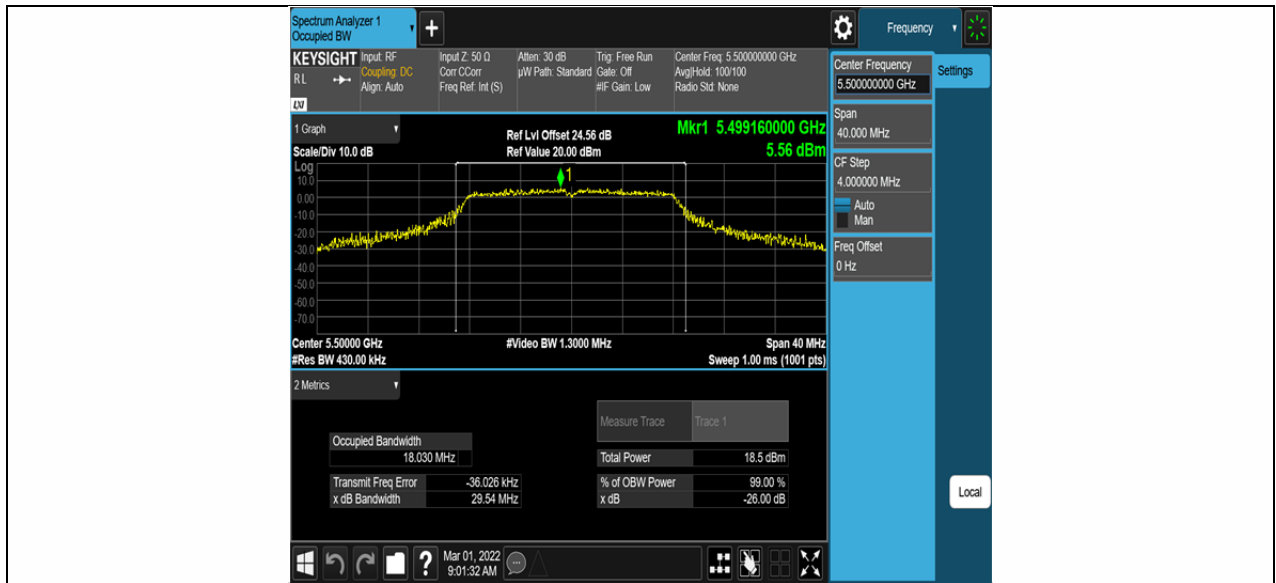 Spectrum Analyzer 1
Occupied BW
+
Frequency
KEYSIGHT Input: RF Input Z: 50 Ω Atten: 30 dB Trig: Free Run Center Freq: 5.500000000 GHz
RL Coupling: DC Corr CCorr µW Path: Standard Gate: Off Avg|Hold: 100/100
Align: Auto Freq Ref: Int (S) #IF Gain: Low Radio Std: None
LXI
Center Frequency
5.500000000 GHz
Settings
Span
40.000 MHz
CF Step
4.000000 MHz
Auto
Man
Freq Offset
0 Hz
Local
1 Graph
Scale/Div 10.0 dB
Ref Lvl Offset 24.56 dB
Ref Value 20.00 dBm
Mkr1 5.499160000 GHz
5.56 dBm
Log
1
10.0
0.00
-10.0
-20.0
-30.0
-40.0
-50.0
-60.0
-70.0
Center 5.50000 GHz #Video BW 1.3000 MHz Span 40 MHz
#Res BW 430.00 kHz Sweep 1.00 ms (1001 pts)
2 Metrics
Measure Trace Trace 1
Occupied Bandwidth
18.030 MHz
Total Power 18.5 dBm
Transmit Freq Error -36.026 kHz % of OBW Power 99.00 %
x dB Bandwidth 29.54 MHz x dB -26.00 dB
? Mar 01, 2022
9:01:32 AM